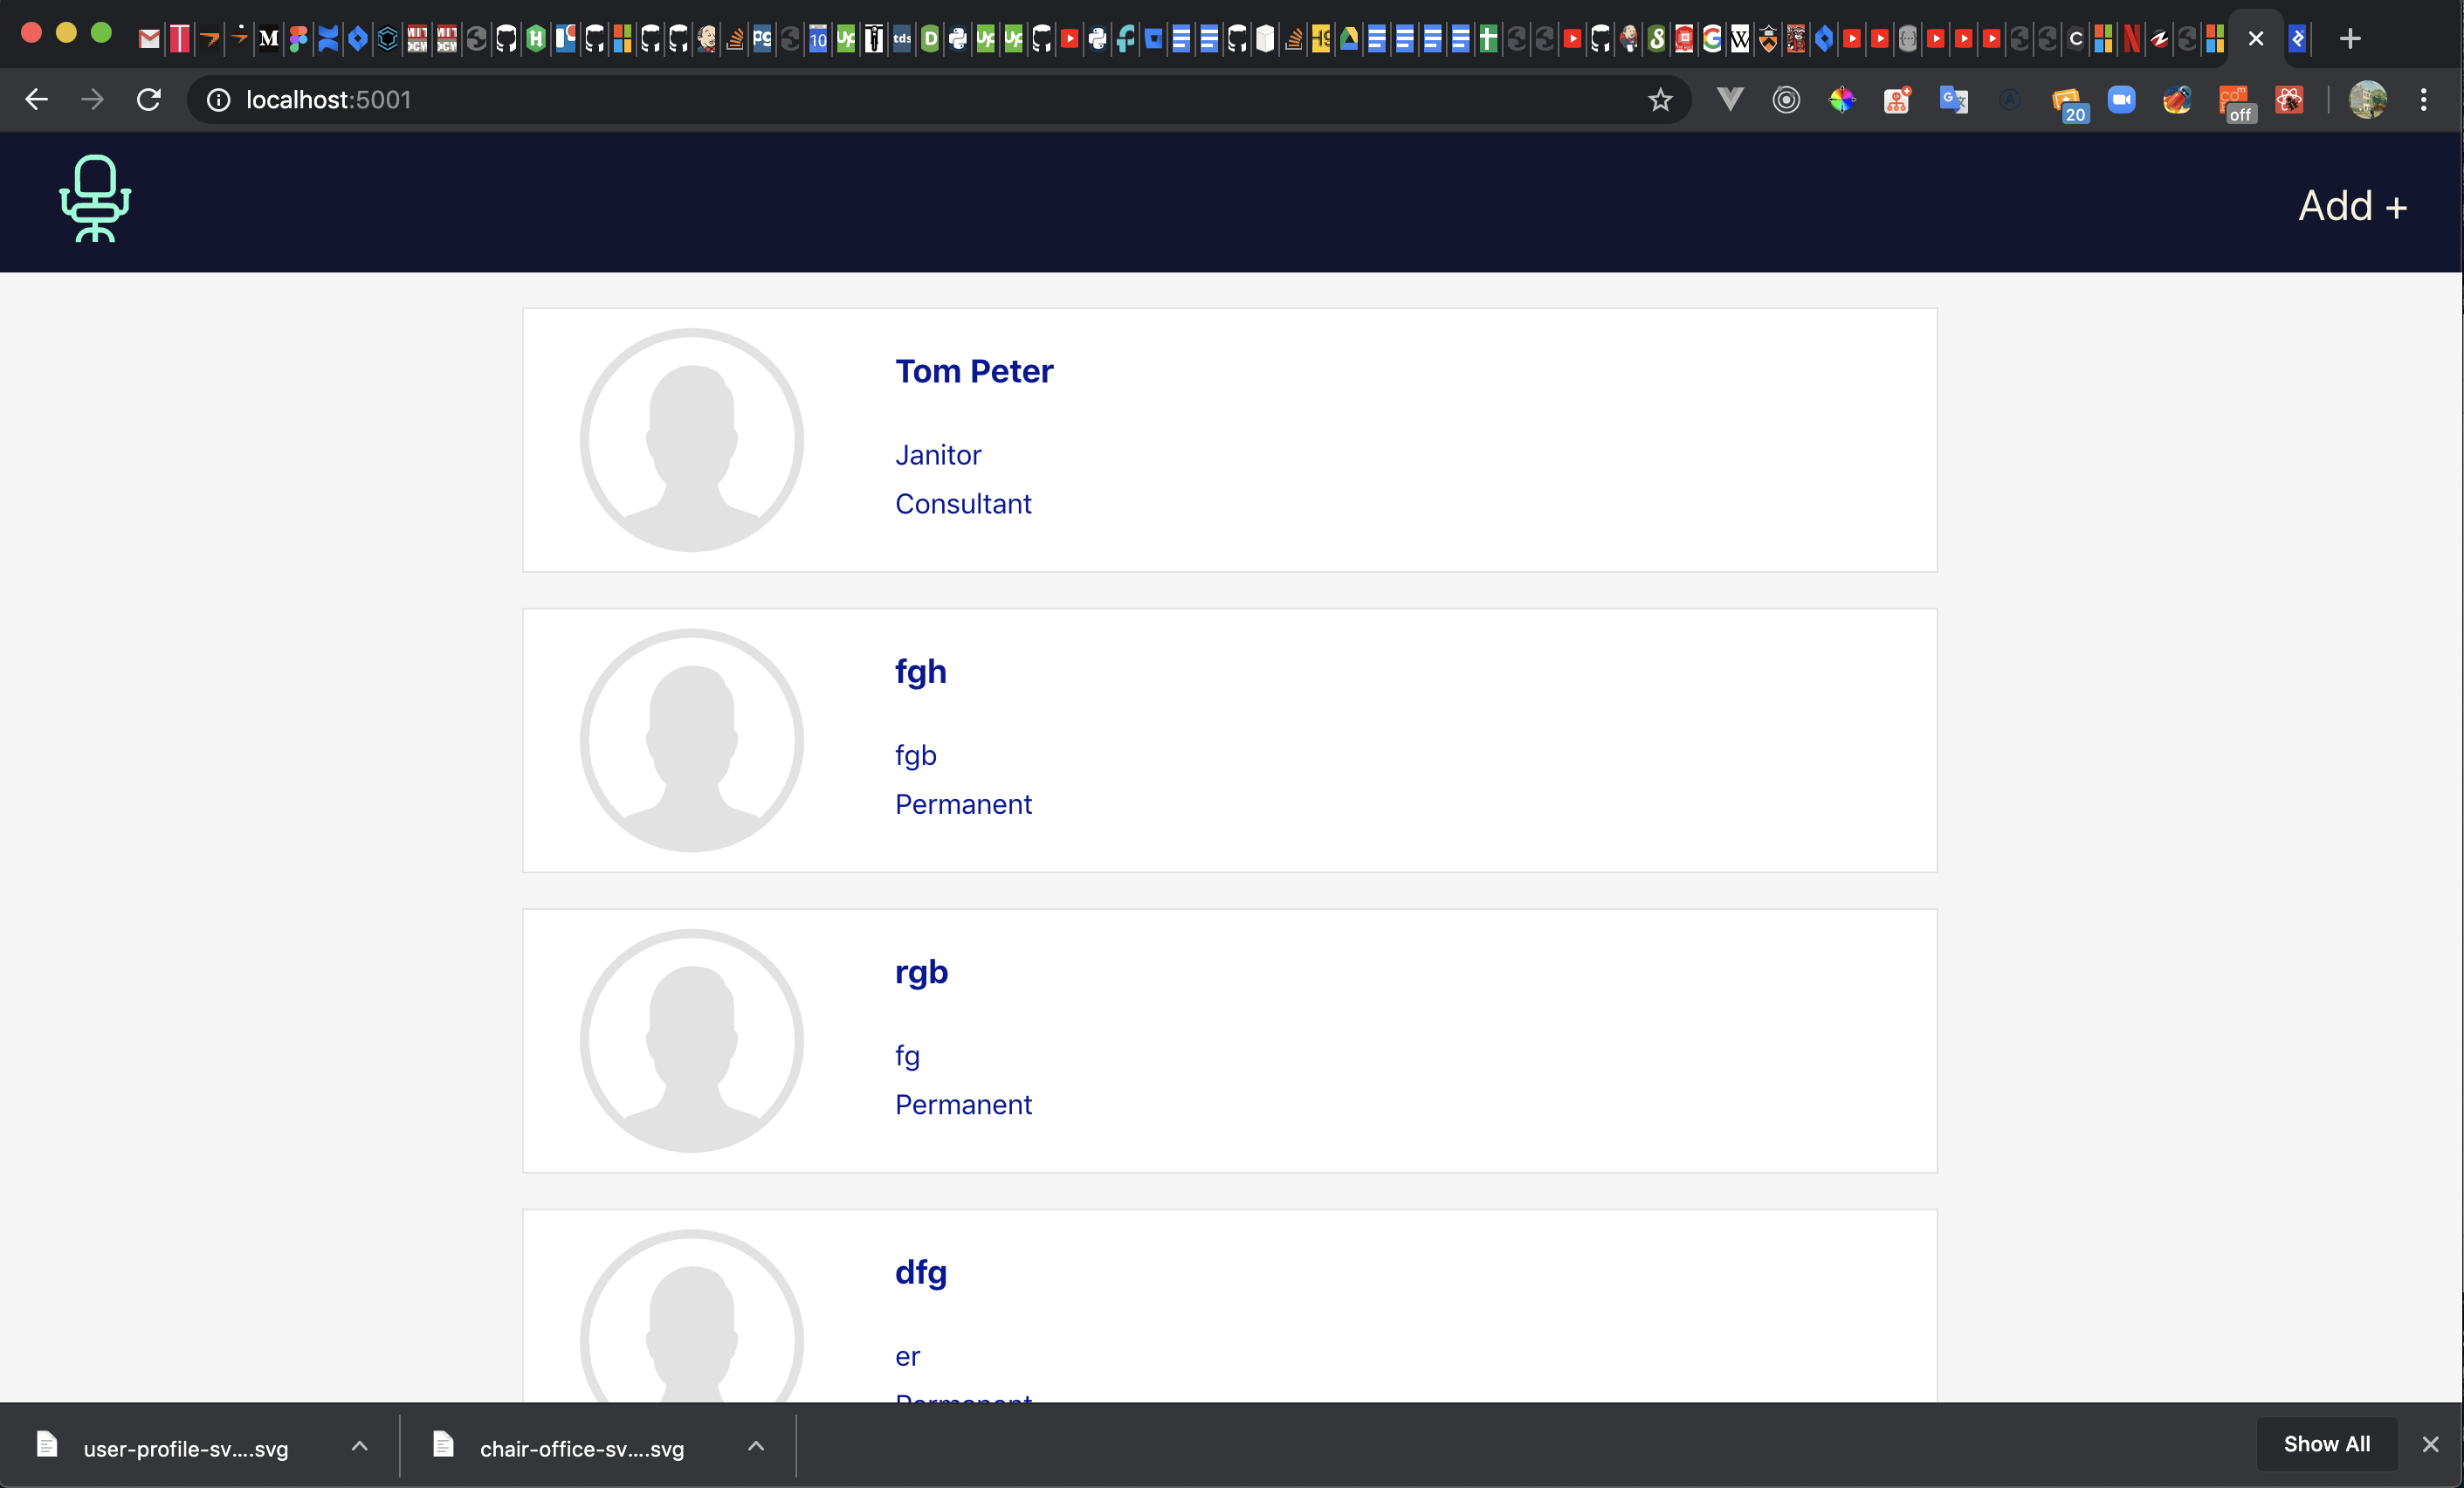 localhost:5001
20
off
Add +
Tom Peter
Janitor
Consultant
fgh
fgb
Permanent
rgb
fg
Permanent
dfg
er
Permanent
user-profile-sv....svg
chair-office-sv....svg
Show All